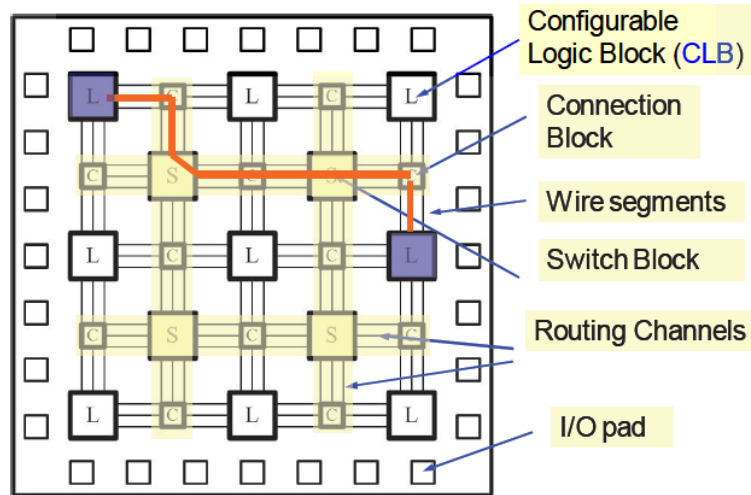 Configurable
Logic Block (CLB)
L C L C L
Connection
Block
C S C S C
Wire segments
L C L C L
Switch Block
C S C S C
Routing Channels
L C L C L
I/O pad